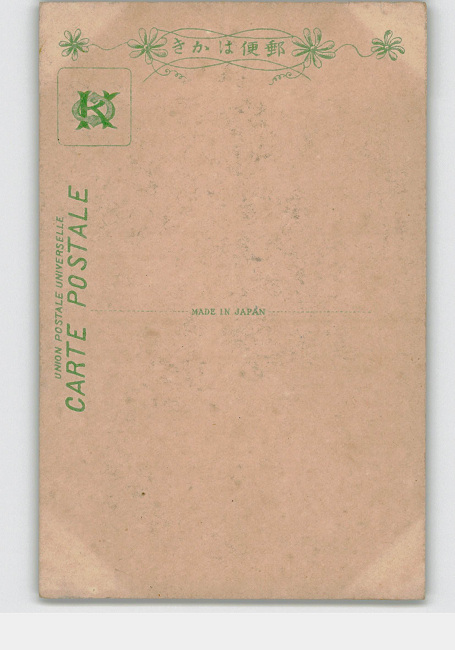 きかは便郵
K
UNION POSTALE UNIVERSELLE
CARTE POSTALE
MADE IN JAPAN